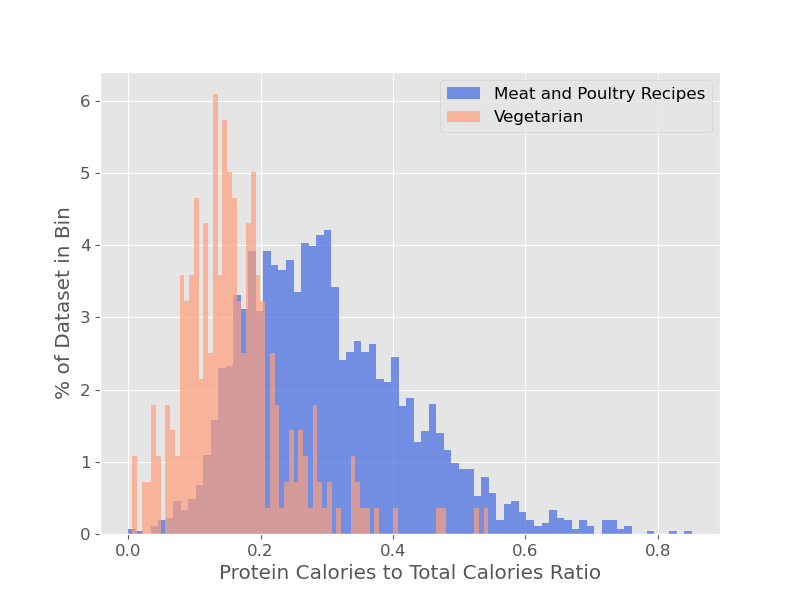 Meat and Poultry Recipes
Vegetarian
6
5
4
3
2
1
0
% of Dataset in Bin
0.0 0.2 0.4 0.6 0.8
Protein Calories to Total Calories Ratio